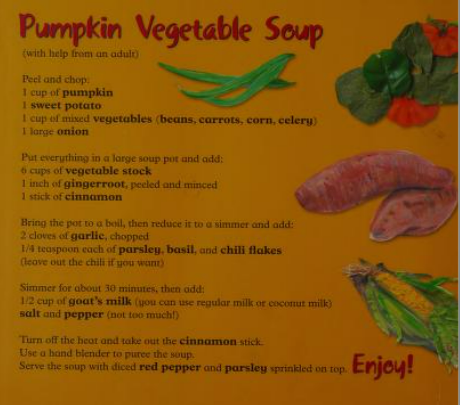 Pumpkin Vegetable Soup
(with help from an adult)
Peel and chop:
1 cup of pumpkin
1 sweet potato
1 cup of mixed vegetables (beans, carrots, corn, celery)
1 large onion
Put everything in a large soup pot and add:
6 cups of vegetable stock
1 inch of gingerroot, peeled and minced
1 stick of cinnamon
Bring the pot to a boil, then reduce it to a simmer and add:
2 cloves of garlic, chopped
1/4 teaspoon each of parsley, basil, and chili flakes
(leave out the chili if you want)
Simmer for about 30 minutes, then add:
1/2 cup of goat's milk (you can use regular milk or coconut milk)
salt and pepper (not too much!)
Turn off the heat and take out the cinnamon stick.
Use a hand blender to puree the soup.
Serve the soup with diced red pepper and parsley sprinkled on top. Enjoy!